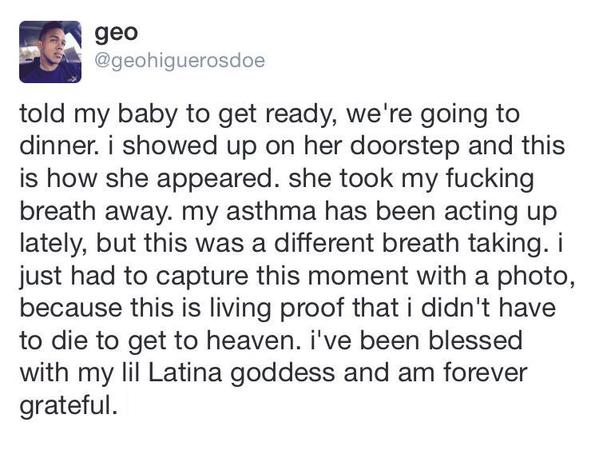 geo
@geohiguerosdoe
told my baby to get ready, we're going to
dinner. i showed up on her doorstep and this
is how she appeared. she took my fucking
breath away. my asthma has been acting up
lately, but this was a different breath taking. i
just had to capture this moment with a photo,
because this is living proof that i didn't have
to die to get to heaven. i've been blessed
with my lil Latina goddess and am forever
grateful.